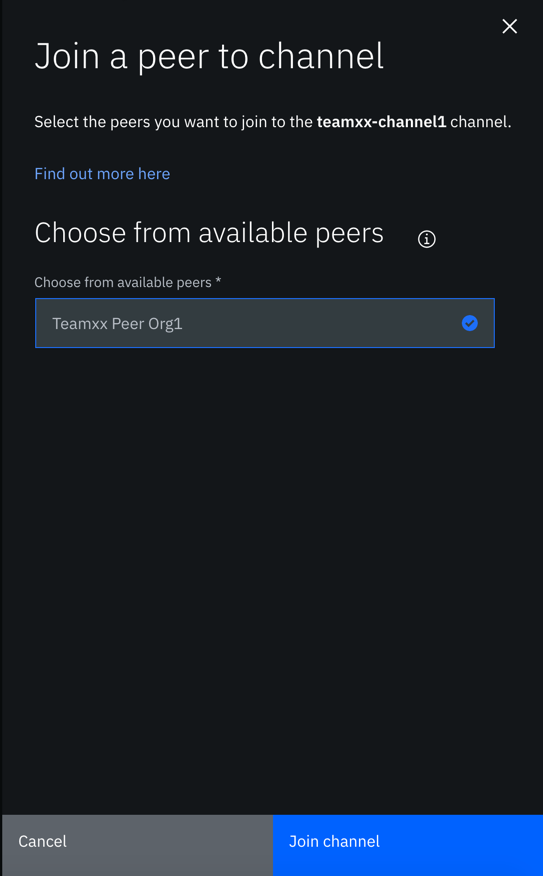 Join a peer to channel
Select the peers you want to join to the teamxx-channel1 channel.
Find out more here
Choose from available peers
Choose from available peers *
Teamxx Peer Org1
Cancel
Join channel